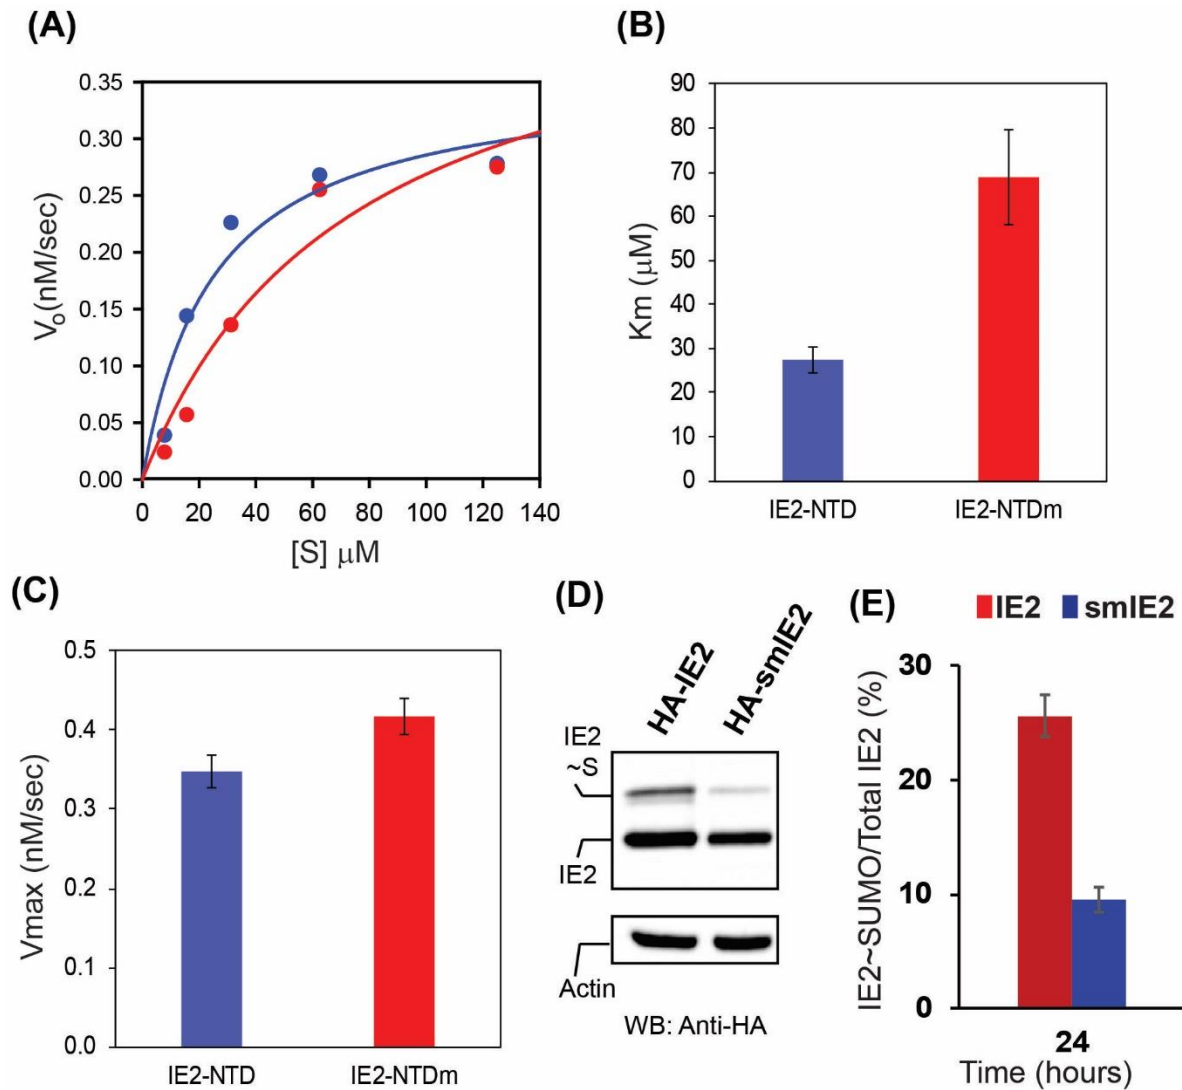 (A)
0.35
0.30
0.25
0.20
0.15
0.10
0.05
0.00
Vo(nM/sec)
0 20 40 60 80 100 120 140
[S] μM
(B)
90
80
70
60
50
40
30
20
10
0
Km (μM)
IE2-NTD IE2-NTDm
(C)
0.5
0.4
0.3
0.2
0.1
0.0
Vmax (nM/sec)
IE2-NTD IE2-NTDm
(D)
HA-IE2
HA-smIE2
IE2
~S
IE2
Actin
WB: Anti-HA
(E)
IE2 smIE2
30
20
10
0
IE2~SUMO/Total IE2 (%)
24
Time (hours)